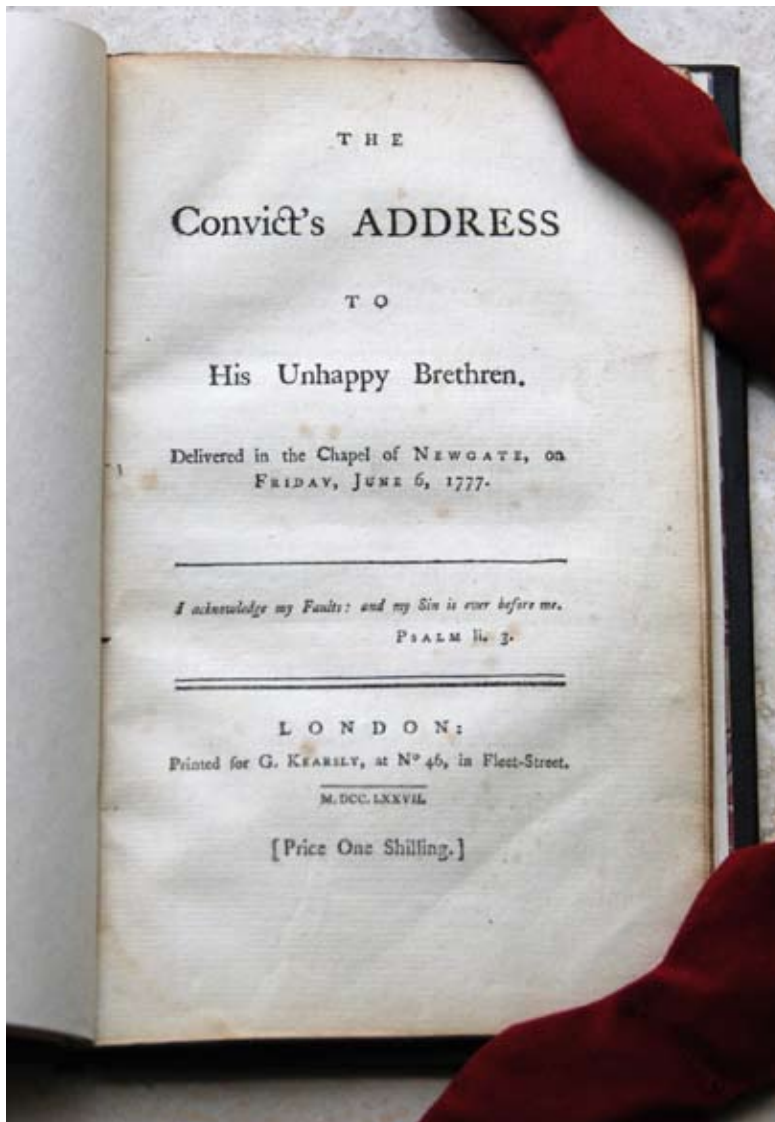 THE
Convict's ADDRESS
TO
His Unhappy Brethren.
Delivered in the Chapel of NEWGATE, on
FRIDAY, JUNE 6, 1777.
I acknowledge my Faults: and my Sin is ever before me.
PSALM li. 3.
LONDON:
Printed for G. KEARSLY, at Nº 46, in Fleet-Street.
M.DCC.LXXVII.
[Price One Shilling.]